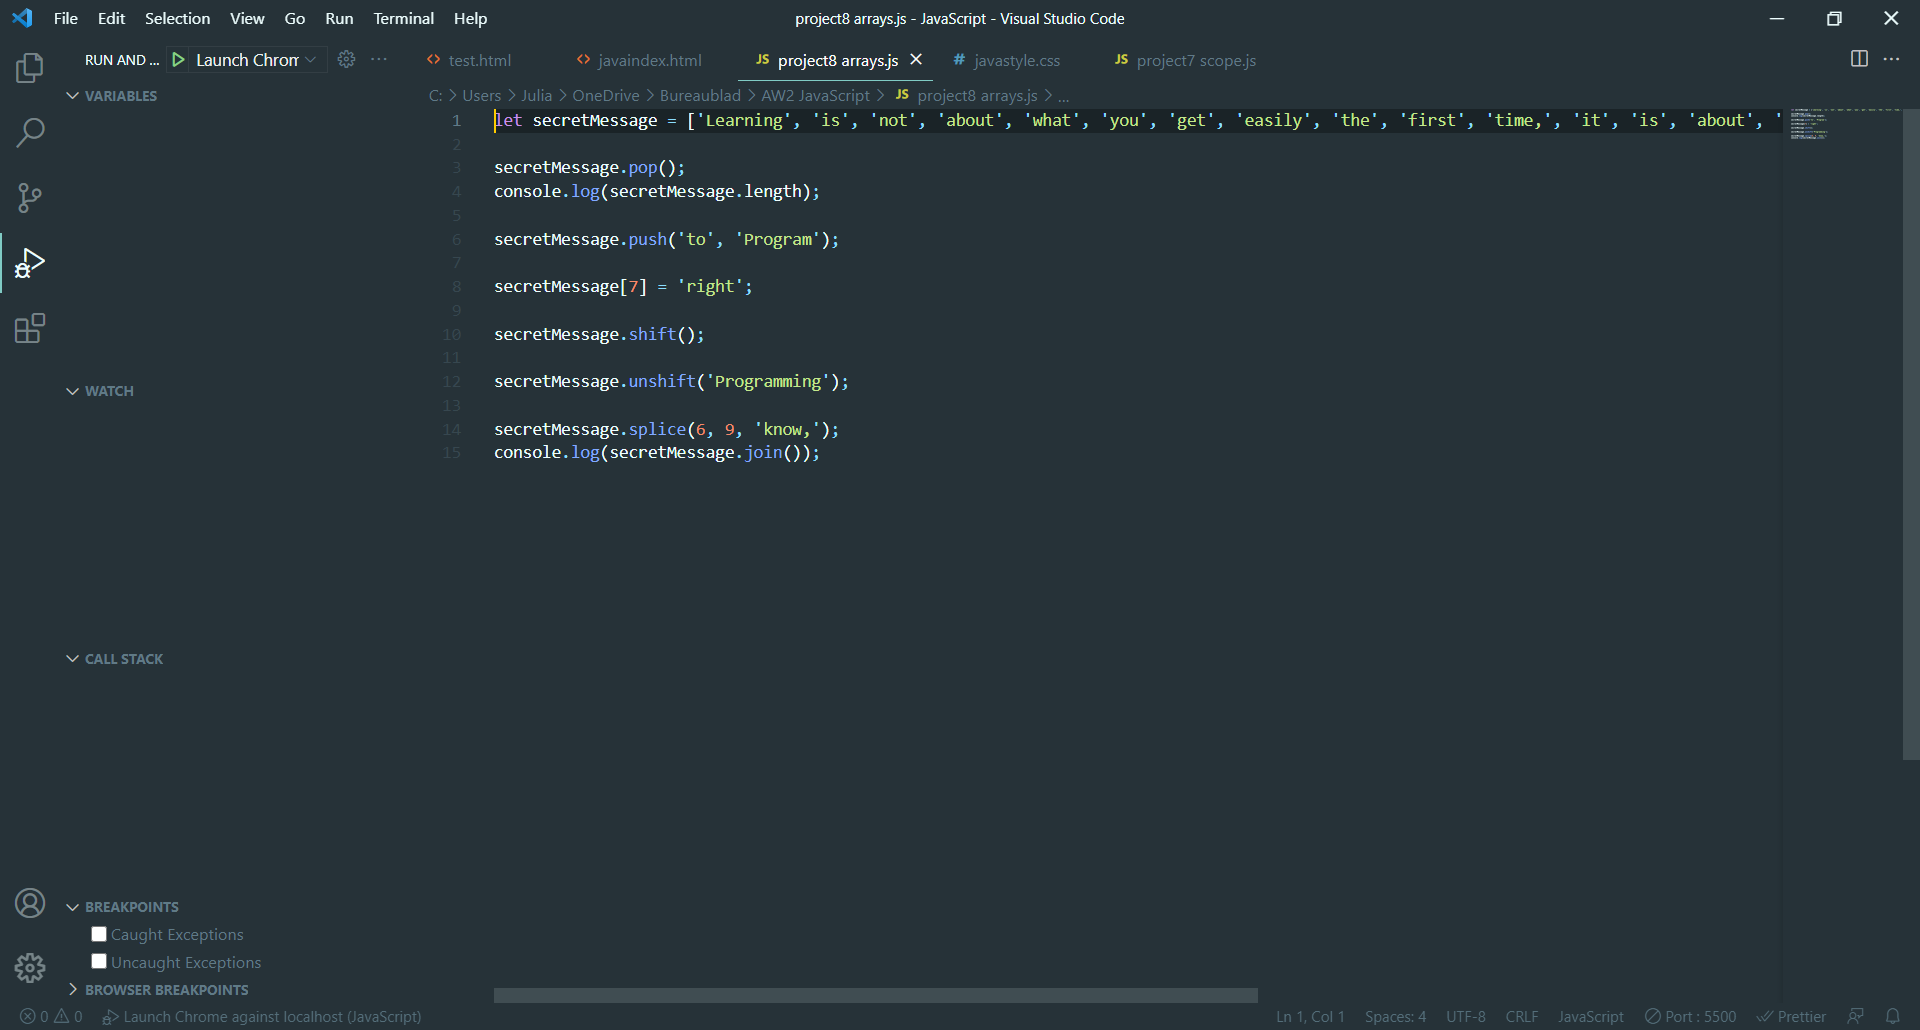 File Edit Selection View Go Run Terminal Help
project8 arrays.js - JavaScript - Visual Studio Code
RUN AND ... Launch Chrom
test.html javaindex.html JS project8 arrays.js # javastyle.css JS project7 scope.js
C: > Users > Julia > OneDrive > Bureaublad > AW2 JavaScript > JS project8 arrays.js > ...
VARIABLES
WATCH
CALL STACK
BREAKPOINTS
Caught Exceptions
Uncaught Exceptions
BROWSER BREAKPOINTS
1 let secretMessage = ['Learning', 'is', 'not', 'about', 'what', 'you', 'get', 'easily', 'the', 'first', 'time,', 'it', 'is', 'about', '
2
3 secretMessage.pop();
4 console.log(secretMessage.length);
5
6 secretMessage.push('to', 'Program');
7
8 secretMessage[7] = 'right';
9
10 secretMessage.shift();
11
12 secretMessage.unshift('Programming');
13
14 secretMessage.splice(6, 9, 'know,');
15 console.log(secretMessage.join());
0 0 Launch Chrome against localhost (JavaScript)
Ln 1, Col 1 Spaces: 4 UTF-8 CRLF JavaScript Port : 5500 Prettier